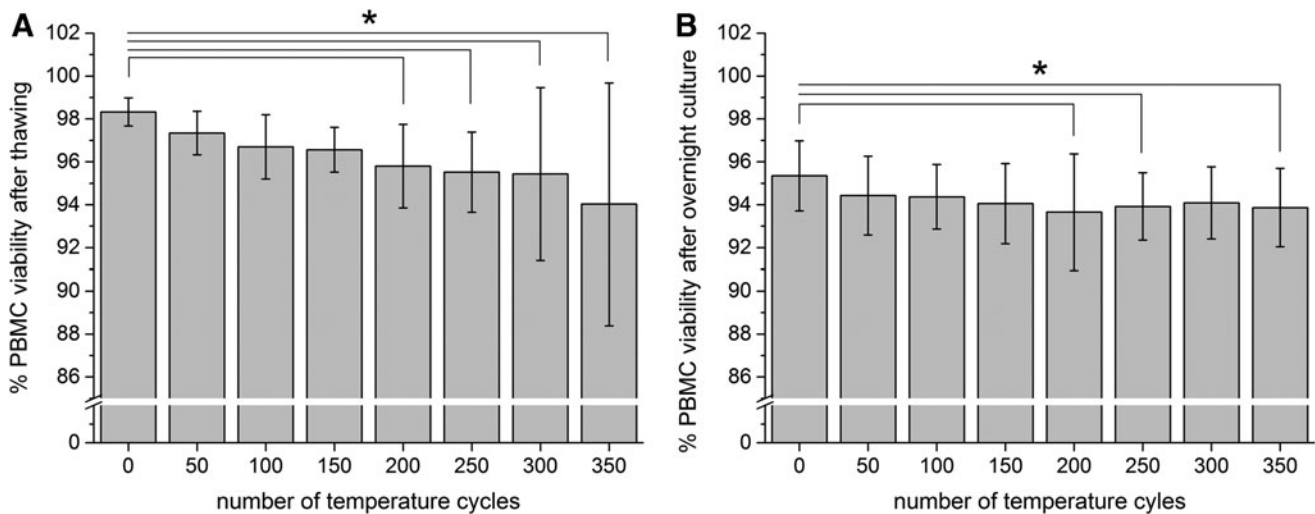 A
*
102
100
98
96
94
92
90
88
86
0
% PBMC viability after thawing
0 50 100 150 200 250 300 350
number of temperature cycles
B
*
102
100
98
96
94
92
90
88
86
0
% PBMC viability after overnight culture
0 50 100 150 200 250 300 350
number of temperature cyles